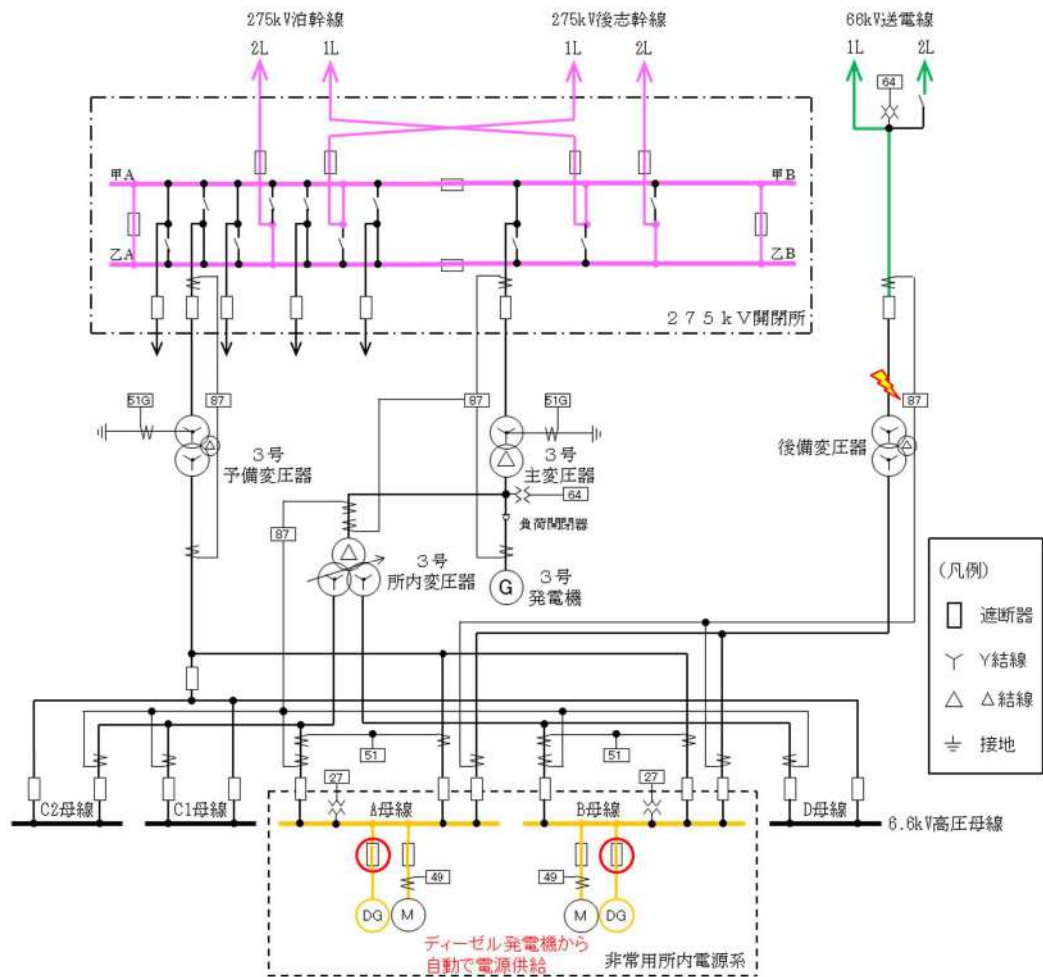 275kV泊幹線
275kV後志幹線
66kV送電線
2L
1L
1L
2L
1L
2L
64
甲A
甲B
乙A
乙B
275kV開閉所
51G
87
51G
87
87
3号
予備変圧器
3号
主変圧器
後備変圧器
64
87
負荷開閉器
3号
所内変圧器
G
3号
発電機
(凡例)
遮断器
Y結線
Δ結線
接地
51
51
27
27
C2母線
C1母線
A母線
B母線
D母線
6.6kV高圧母線
49
49
DG
M
M
DG
ディーゼル発電機から
自動で電源供給
非常用所内電源系